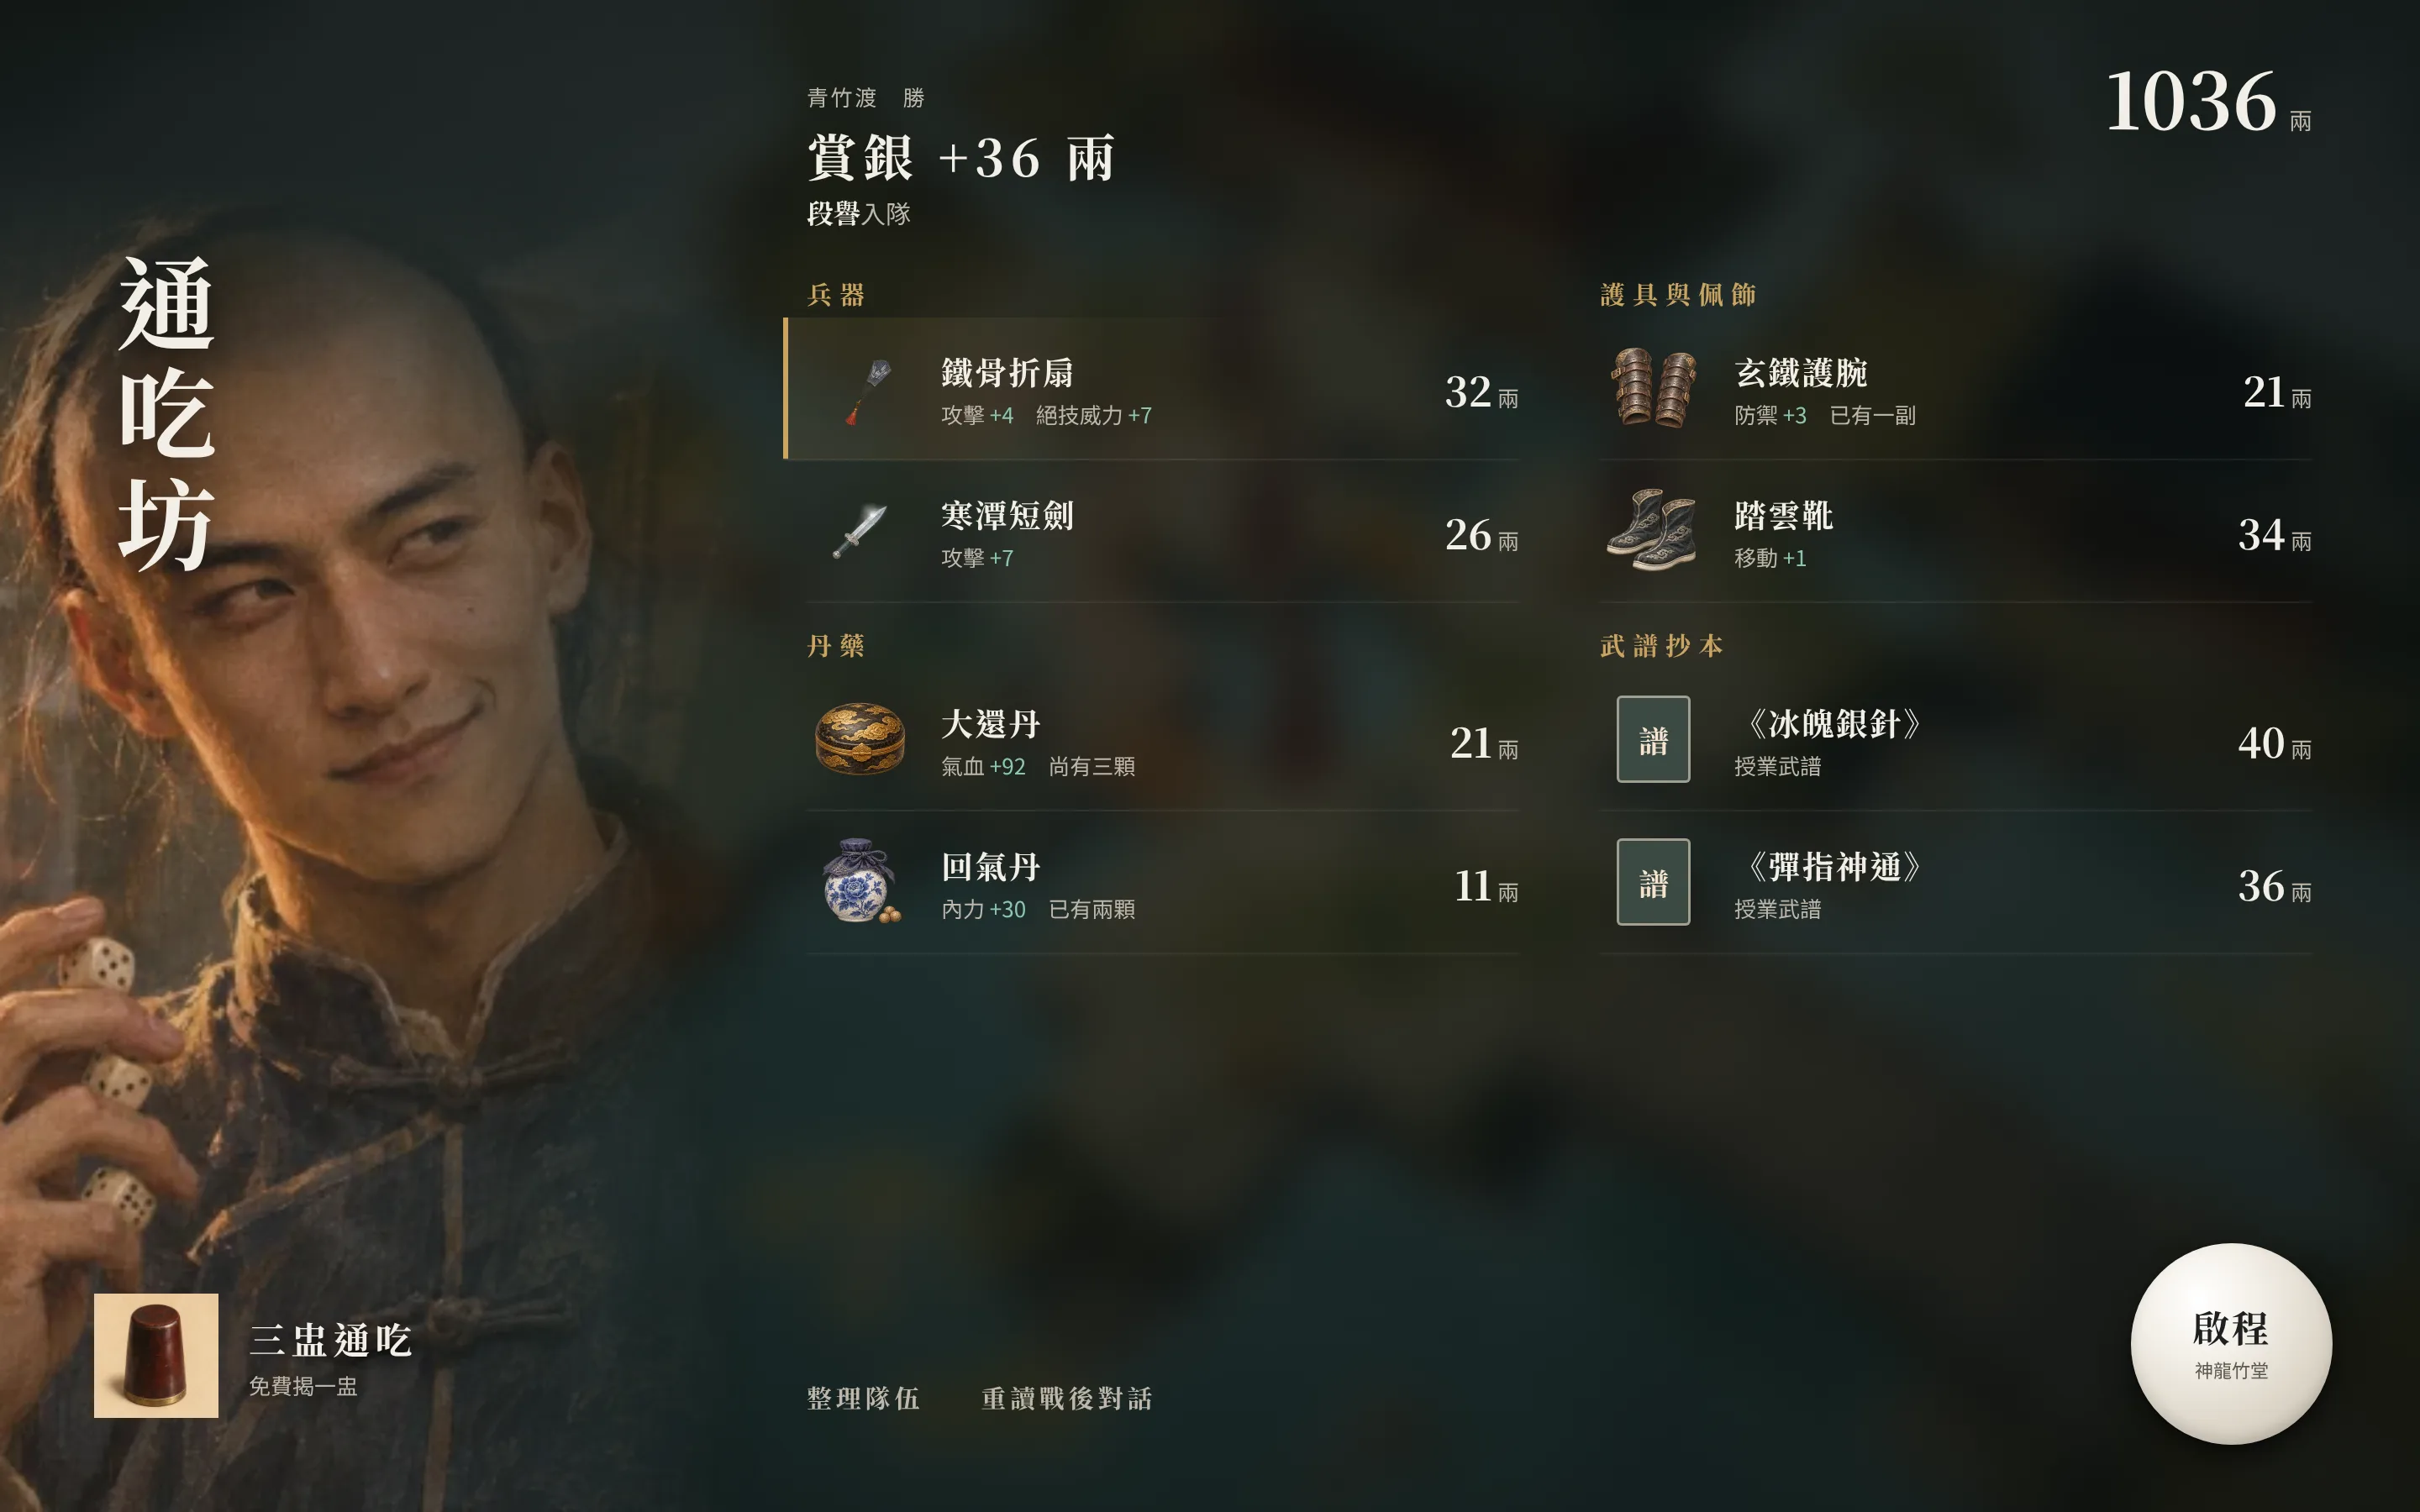 通吃坊
青竹渡 勝
賞銀 +36 兩
段譽入隊
1036 兩
兵器
鐵骨折扇
攻擊 +4 絕技威力 +7
32 兩
寒潭短劍
攻擊 +7
26 兩
護具與佩飾
玄鐵護腕
防禦 +3 已有一副
21 兩
踏雲靴
移動 +1
34 兩
丹藥
大還丹
氣血 +92 尚有三顆
21 兩
回氣丹
內力 +30 已有兩顆
11 兩
武譜抄本
譜
《冰魄銀針》
授業武譜
40 兩
譜
《彈指神通》
授業武譜
36 兩
三盅通吃
免費揭一盅
整理隊伍 重讀戰後對話
啟程
神龍竹堂